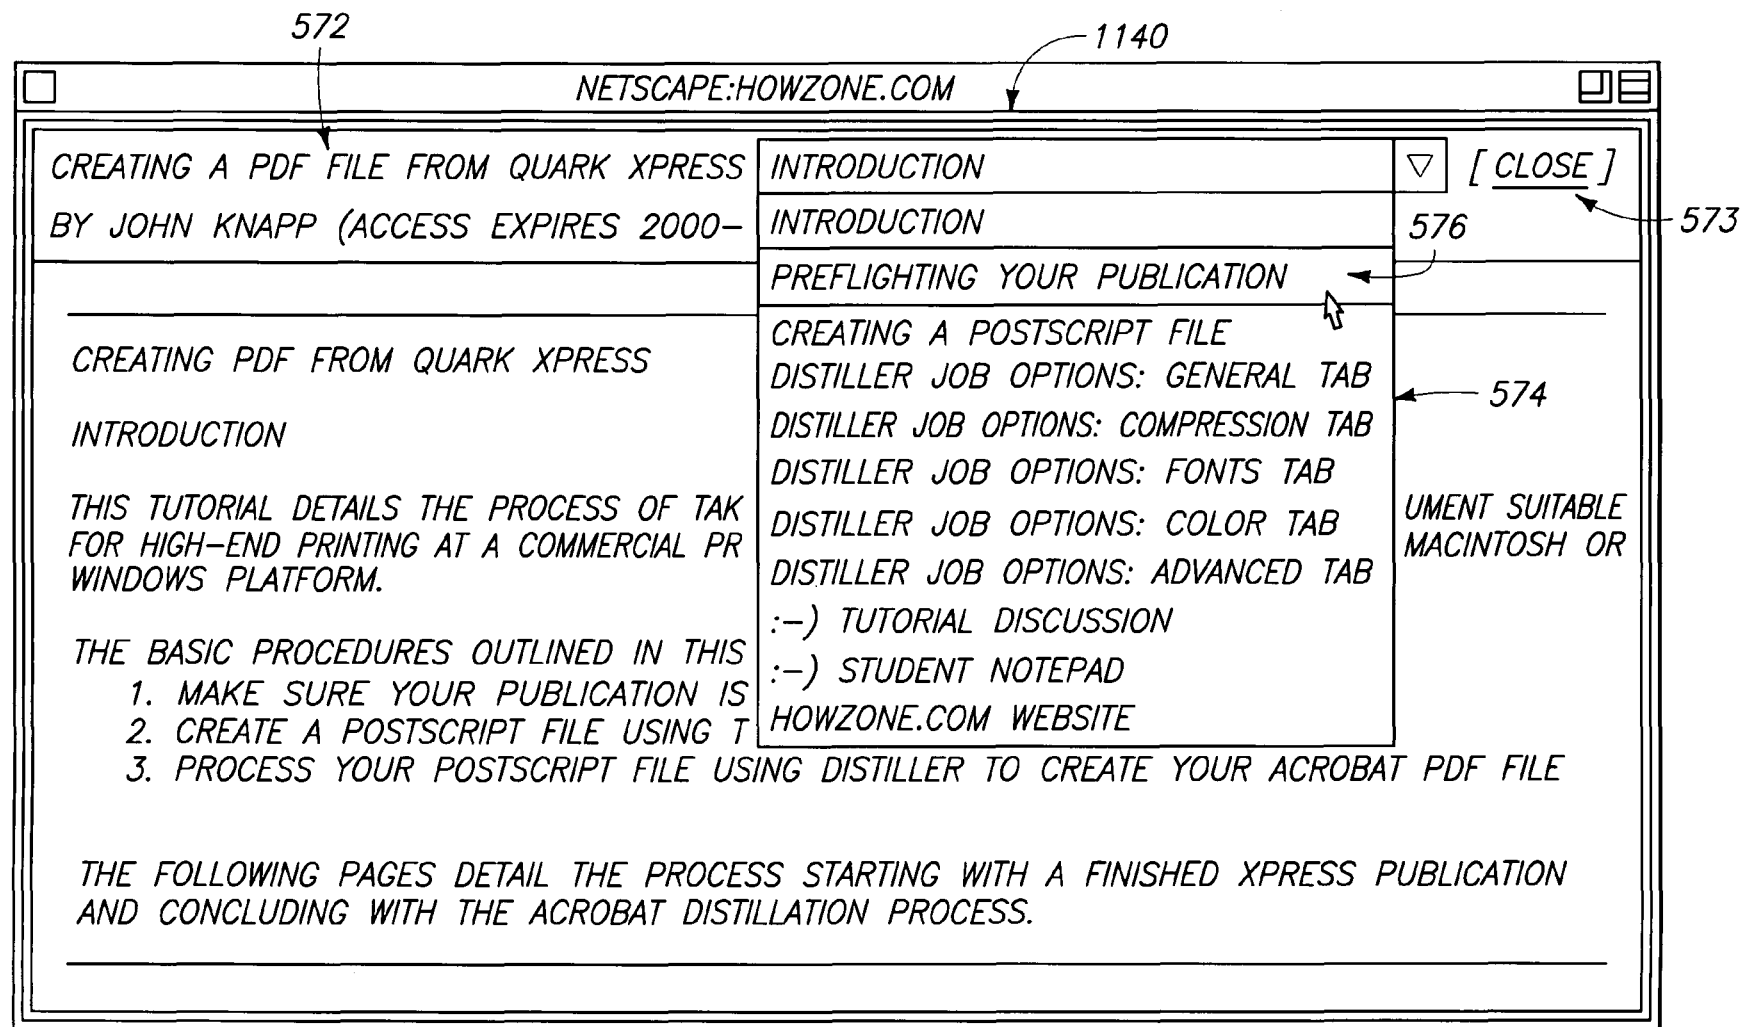 572
1140
NETSCAPE:HOWZONE.COM
CREATING A PDF FILE FROM QUARK XPRESS
INTRODUCTION
[ CLOSE ]
BY JOHN KNAPP (ACCESS EXPIRES 2000–
INTRODUCTION
576
573
PREFLIGHTING YOUR PUBLICATION
CREATING A POSTSCRIPT FILE
DISTILLER JOB OPTIONS: GENERAL TAB
574
DISTILLER JOB OPTIONS: COMPRESSION TAB
DISTILLER JOB OPTIONS: FONTS TAB
DISTILLER JOB OPTIONS: COLOR TAB
DISTILLER JOB OPTIONS: ADVANCED TAB
:–) TUTORIAL DISCUSSION
:–) STUDENT NOTEPAD
HOWZONE.COM WEBSITE
CREATING PDF FROM QUARK XPRESS
INTRODUCTION
THIS TUTORIAL DETAILS THE PROCESS OF TAK UMENT SUITABLE
FOR HIGH–END PRINTING AT A COMMERCIAL PR MACINTOSH OR
WINDOWS PLATFORM.
THE BASIC PROCEDURES OUTLINED IN THIS
1. MAKE SURE YOUR PUBLICATION IS
2. CREATE A POSTSCRIPT FILE USING T
3. PROCESS YOUR POSTSCRIPT FILE USING DISTILLER TO CREATE YOUR ACROBAT PDF FILE
THE FOLLOWING PAGES DETAIL THE PROCESS STARTING WITH A FINISHED XPRESS PUBLICATION
AND CONCLUDING WITH THE ACROBAT DISTILLATION PROCESS.